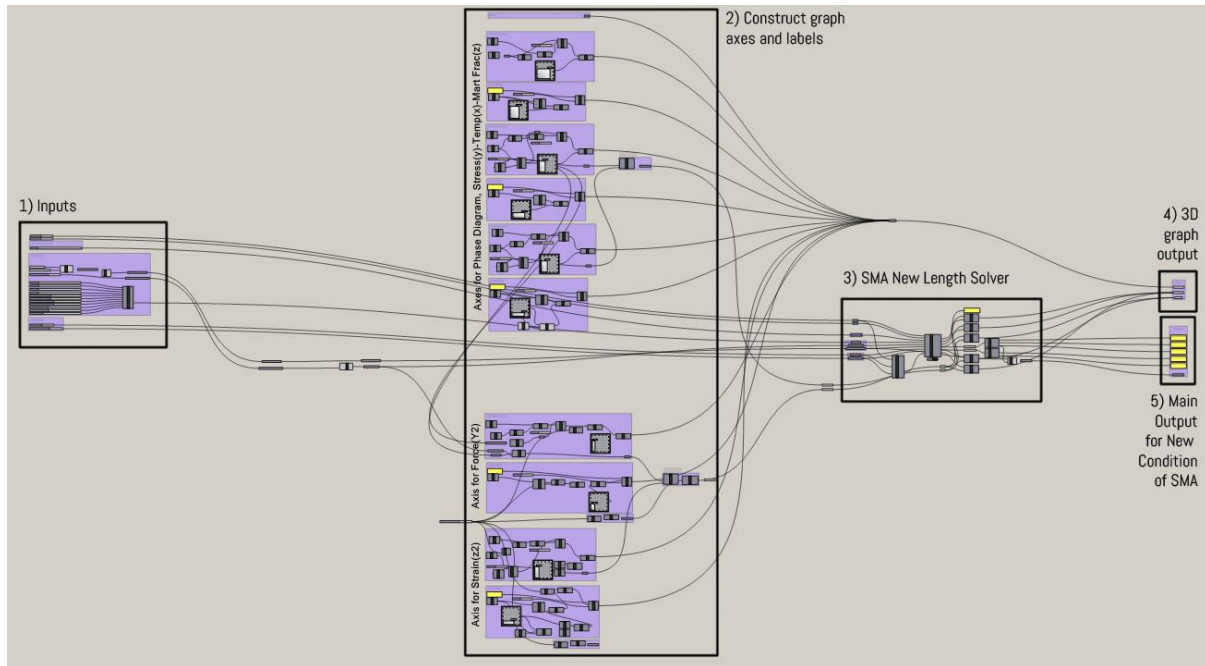 2) Construct graph
axes and labels
1) Inputs
Axes for Phase Diagram, Stress(y)-Temp(x)-Mart Frac(z)
3) SMA New Length Solver
4) 3D
graph
output
5) Main
Output
for New
Condition
of SMA
Axis for Force(Y2)
Axis for Strain(z2)